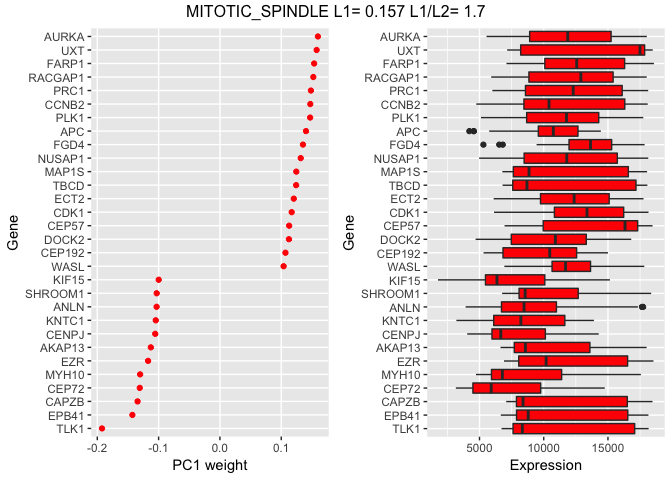 MITOTIC_SPINDLE L1= 0.157 L1/L2= 1.7
Gene
AURKA
UXT
FARP1
RACGAP1
PRC1
CCNB2
PLK1
APC
FGD4
NUSAP1
MAP1S
TBCD
ECT2
CDK1
CEP57
DOCK2
CEP192
WASL
KIF15
SHROOM1
ANLN
KNTC1
CENPJ
AKAP13
EZR
MYH10
CEP72
CAPZB
EPB41
TLK1
-0.2 -0.1 0.0 0.1
PC1 weight
Gene
AURKA
UXT
FARP1
RACGAP1
PRC1
CCNB2
PLK1
APC
FGD4
NUSAP1
MAP1S
TBCD
ECT2
CDK1
CEP57
DOCK2
CEP192
WASL
KIF15
SHROOM1
ANLN
KNTC1
CENPJ
AKAP13
EZR
MYH10
CEP72
CAPZB
EPB41
TLK1
5000 10000 15000
Expression